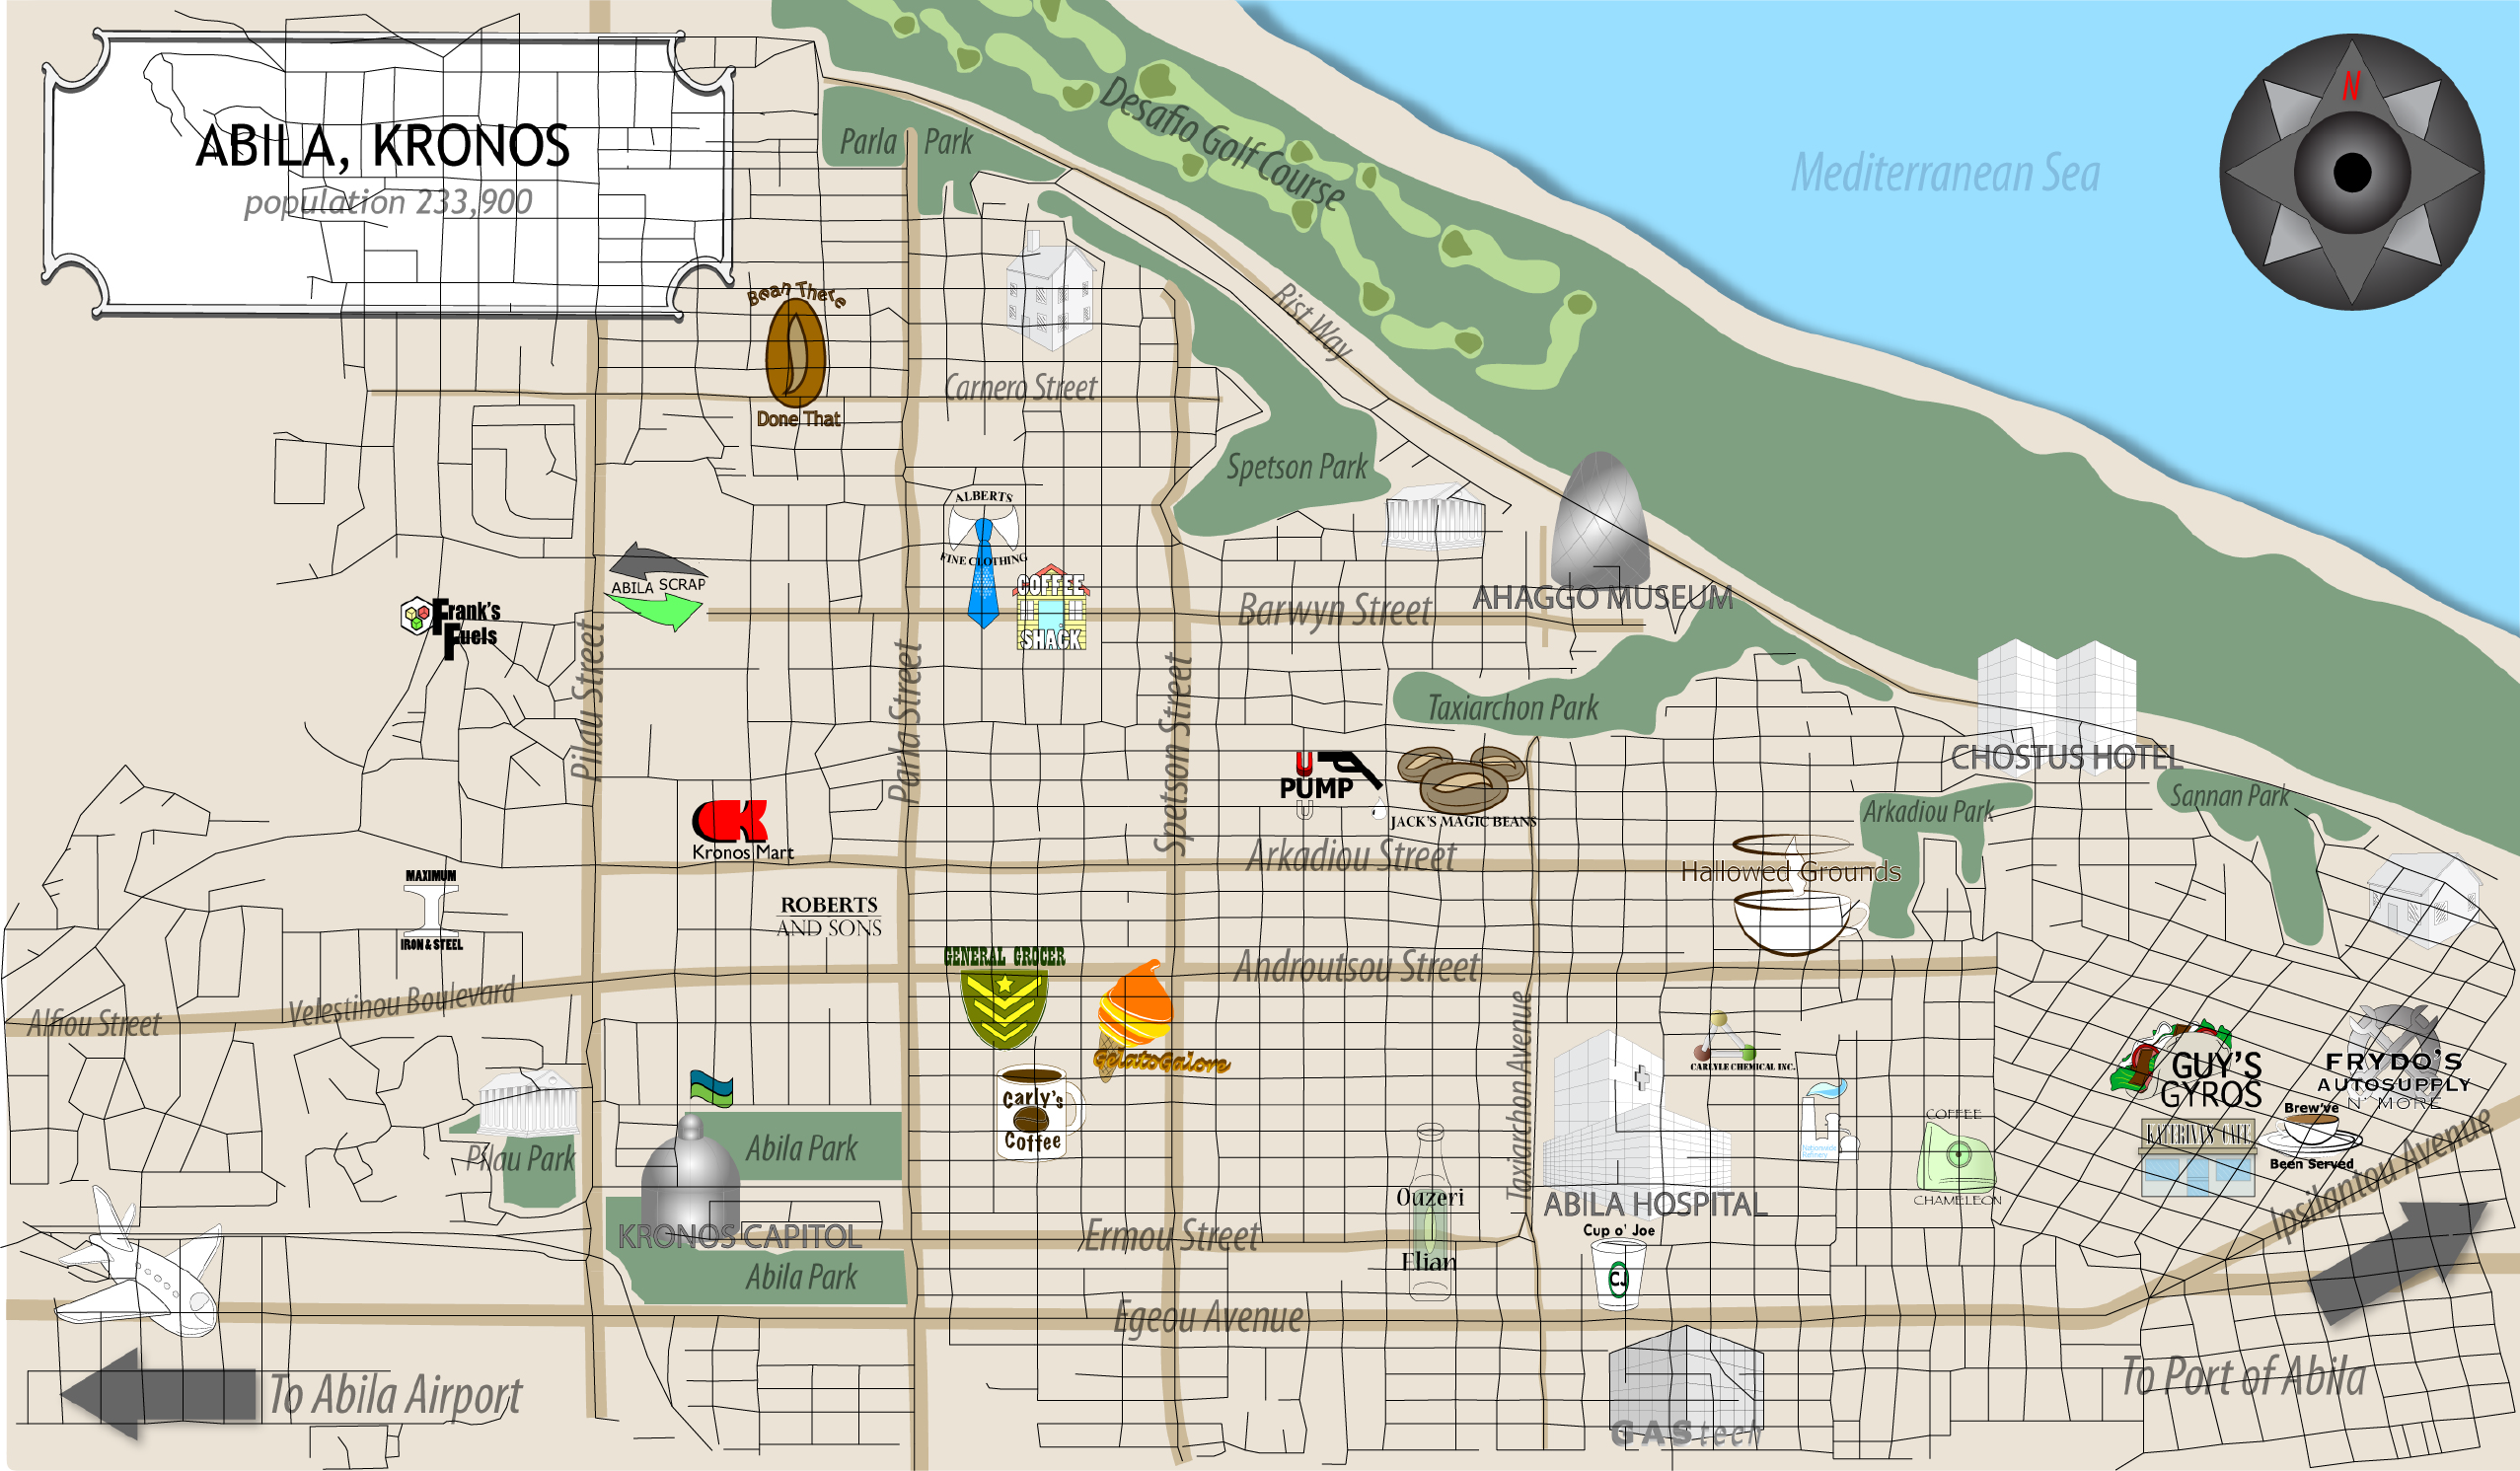 ABILA, KRONOS
population 233,900
N
Mediterranean Sea
Desafio Golf Course
Parla Park
Rist Way
Bean There
Done That
Carnero Street
Spetson Park
ALBERTS
FINE CLOTHING
COFFEE
SHACK
ABILA SCRAP
Frank's
Fuels
Barwyn Street
AHAGGO MUSEUM
Pilau Street
Parla Street
Spetson Street
Taxiarchon Park
CHOSTUS HOTEL
U
PUMP
U
JACK'S MAGIC BEANS
Arkadiou Park
Sannan Park
CK
Kronos Mart
Arkadiou Street
Hallowed Grounds
MAXIMUM
IRON & STEEL
ROBERTS
AND SONS
GENERAL GROCER
Androutsou Street
Velestinou Boulevard
Alfiou Street
GelatoGalore
Taxiarchon Avenue
CARLYLE CHEMICAL INC.
GUY'S
GYROS
FRYDO'S
AUTOSUPPLY
N' MORE
Carly's
Coffee
Nationwide
Refinery
COFFEE
CHAMELEON
KATERINA'S CAFE
Brew've
Been Served
Pilau Park
Abila Park
KRONOS CAPITOL
Abila Park
Ermou Street
Ouzeri
Elian
ABILA HOSPITAL
Cup o' Joe
CJ
Ipsilantou Avenue
Egeou Avenue
To Abila Airport
GAStech
To Port of Abila